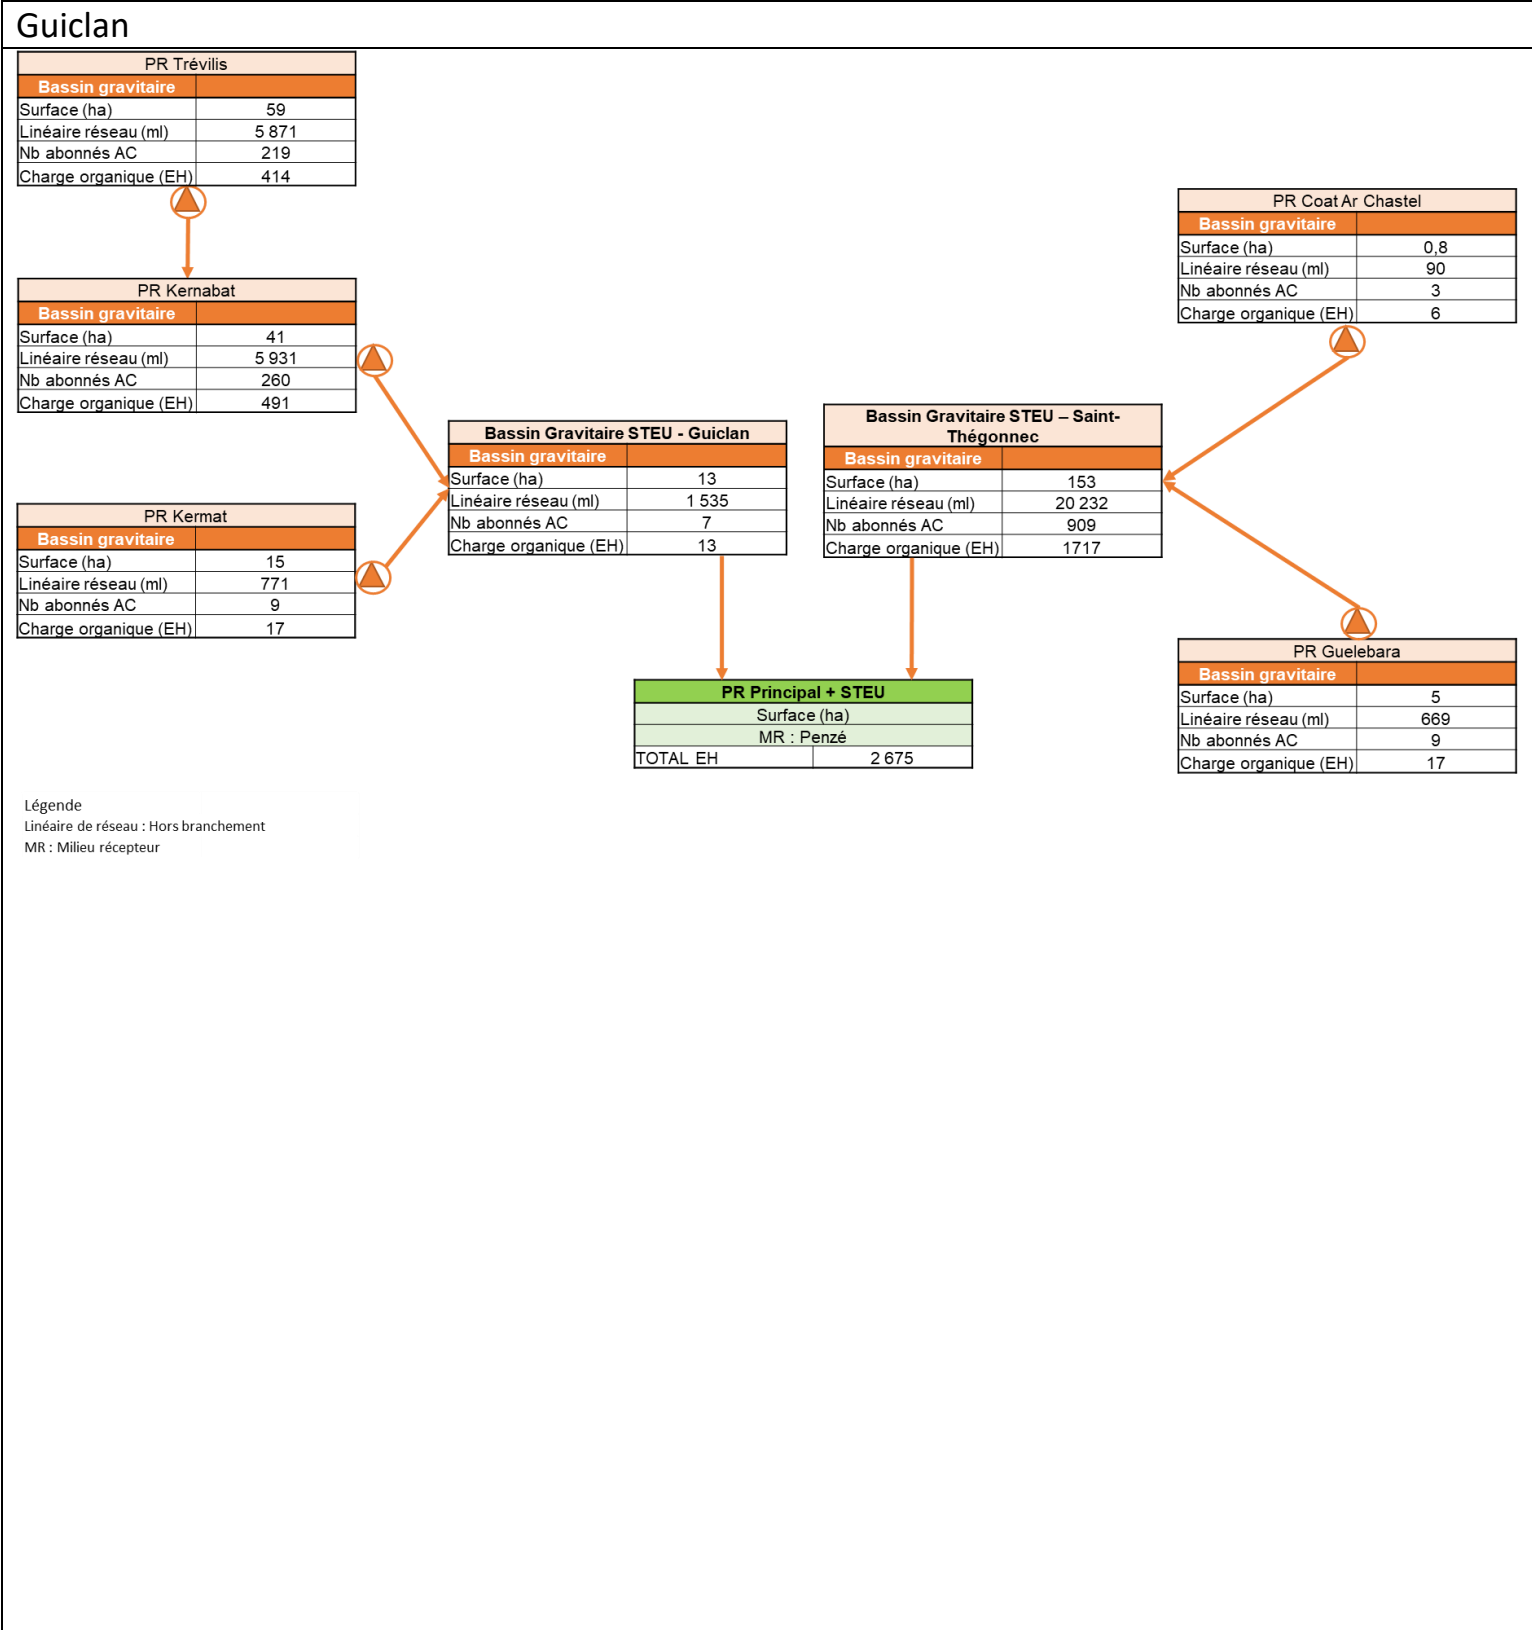 Guiclan
PR Trévilis
Bassin gravitaire
Surface (ha) 59
Linéaire réseau (ml) 5 871
Nb abonnés AC 219
Charge organique (EH) 414
PR Kernabat
Bassin gravitaire
Surface (ha) 41
Linéaire réseau (ml) 5 931
Nb abonnés AC 260
Charge organique (EH) 491
PR Kermat
Bassin gravitaire
Surface (ha) 15
Linéaire réseau (ml) 771
Nb abonnés AC 9
Charge organique (EH) 17
Bassin Gravitaire STEU - Guiclan
Bassin gravitaire
Surface (ha) 13
Linéaire réseau (ml) 1 535
Nb abonnés AC 7
Charge organique (EH) 13
Bassin Gravitaire STEU – Saint-
Thégonnec
Bassin gravitaire
Surface (ha) 153
Linéaire réseau (ml) 20 232
Nb abonnés AC 909
Charge organique (EH) 1717
PR Coat Ar Chastel
Bassin gravitaire
Surface (ha) 0,8
Linéaire réseau (ml) 90
Nb abonnés AC 3
Charge organique (EH) 6
PR Guelebara
Bassin gravitaire
Surface (ha) 5
Linéaire réseau (ml) 669
Nb abonnés AC 9
Charge organique (EH) 17
PR Principal + STEU
Surface (ha)
MR : Penzé
TOTAL EH 2 675
Légende
Linéaire de réseau : Hors branchement
MR : Milieu récepteur